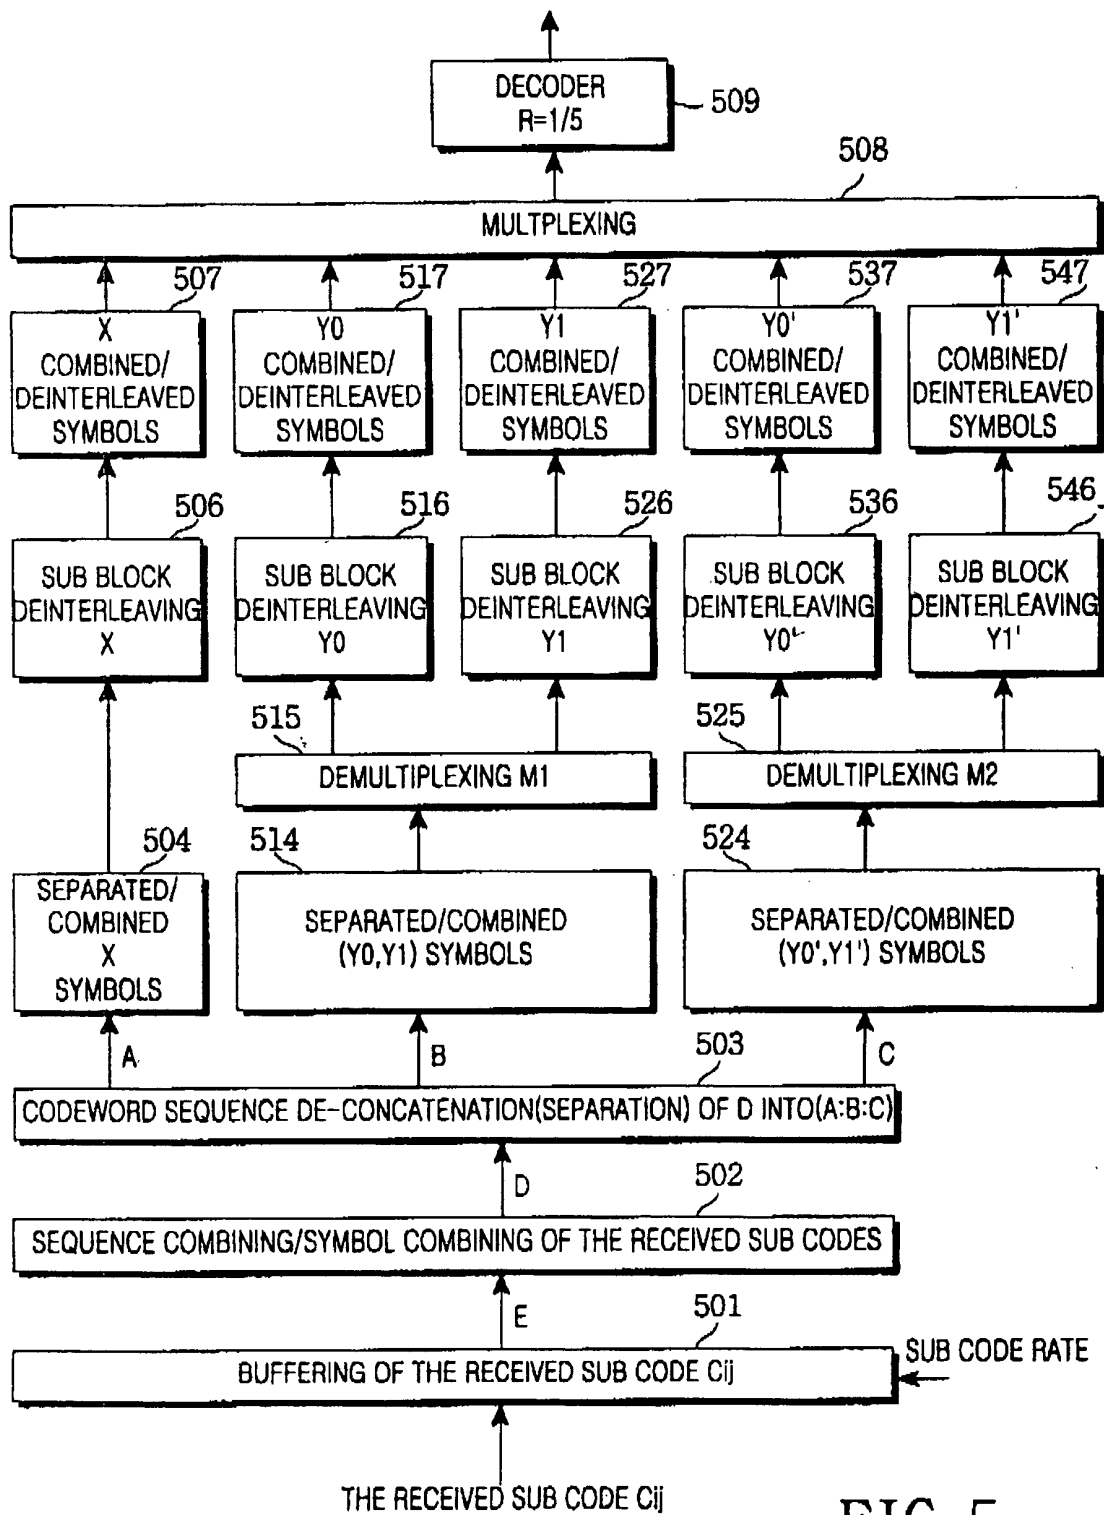 DECODER
R=1/5
509
508
MULTPLEXING
507
517
527
537
547
X
COMBINED/
DEINTERLEAVED
SYMBOLS
Y0
COMBINED/
DEINTERLEAVED
SYMBOLS
Y1
COMBINED/
DEINTERLEAVED
SYMBOLS
Y0'
COMBINED/
DEINTERLEAVED
SYMBOLS
Y1'
COMBINED/
DEINTERLEAVED
SYMBOLS
506
516
526
536
546
SUB BLOCK
DEINTERLEAVING
X
SUB BLOCK
DEINTERLEAVING
Y0
SUB BLOCK
DEINTERLEAVING
Y1
SUB BLOCK
DEINTERLEAVING
Y0'
SUB BLOCK
DEINTERLEAVING
Y1'
515
525
DEMULTIPLEXING M1
DEMULTIPLEXING M2
504
514
524
SEPARATED/
COMBINED
X
SYMBOLS
SEPARATED/COMBINED
(Y0,Y1) SYMBOLS
SEPARATED/COMBINED
(Y0',Y1') SYMBOLS
A
B
503
C
CODEWORD SEQUENCE DE-CONCATENATION(SEPARATION) OF D INTO(A:B:C)
D
502
SEQUENCE COMBINING/SYMBOL COMBINING OF THE RECEIVED SUB CODES
E
501
BUFFERING OF THE RECEIVED SUB CODE Cij
SUB CODE RATE
THE RECEIVED SUB CODE Cij
FIG 5